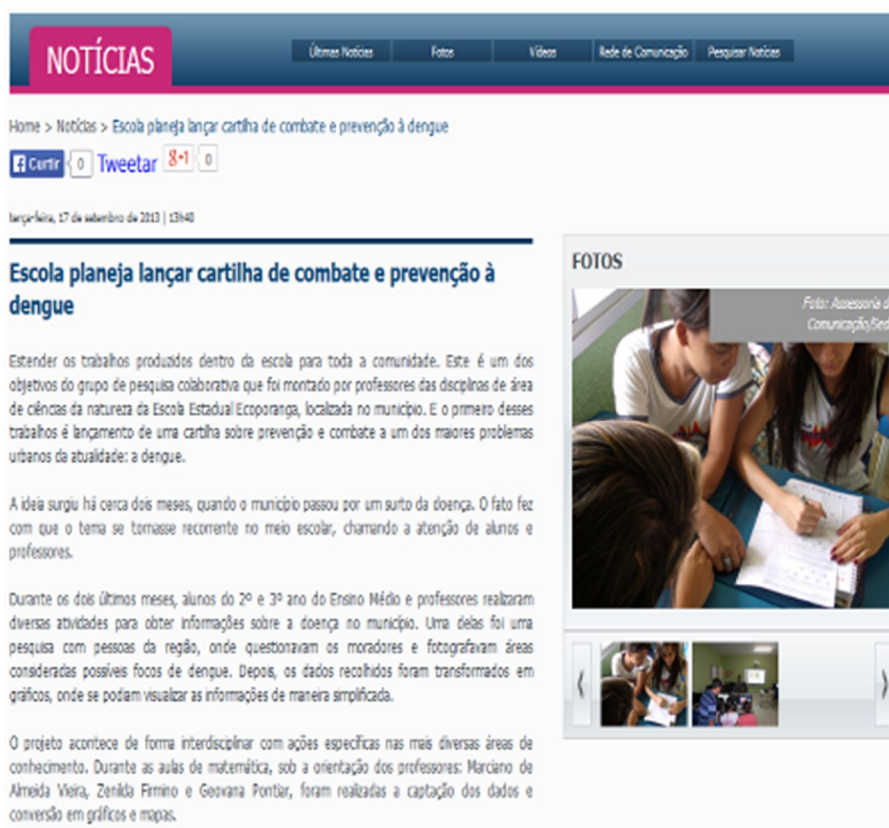 NOTÍCIAS
Últimas Notícias Fotos Vídeos Rede de Comunicação Pesquisar Notícias
Home > Notícias > Escola planeja lançar cartilha de combate e prevenção à dengue
Curtir 0 Tweetar g+1 0
terça-feira, 17 de setembro de 2013 | 13h40
Escola planeja lançar cartilha de combate e prevenção à
dengue
Estender os trabalhos produzidos dentro da escola para toda a comunidade. Este é um dos
objetivos do grupo de pesquisa colaborativa que foi montado por professores das disciplinas de área
de ciências da natureza da Escola Estadual Ecoporanga, localizada no município. E o primeiro desses
trabalhos é lançamento de uma cartilha sobre prevenção e combate a um dos maiores problemas
urbanos da atualidade: a dengue.
A ideia surgiu há cerca dois meses, quando o município passou por um surto da doença. O fato fez
com que o tema se tornasse recorrente no meio escolar, chamando a atenção de alunos e
professores.
Durante os dois últimos meses, alunos do 2º e 3º ano do Ensino Médio e professores realizaram
diversas atividades para obter informações sobre a doença no município. Uma delas foi uma
pesquisa com pessoas da região, onde questionavam os moradores e fotografavam áreas
consideradas possíveis focos de dengue. Depois, os dados recolhidos foram transformados em
gráficos, onde se podiam visualizar as informações de maneira simplificada.
O projeto acontece de forma interdisciplinar com ações específicas nas mais diversas áreas de
conhecimento. Durante as aulas de matemática, sob a orientação dos professores: Marciano de
Almeida Vieira, Zenilda Firmino e Geovana Pontiar, foram realizadas a captação dos dados e
conversão em gráficos e mapas.
FOTOS
Foto: Assessoria d
Comunicação/Sed